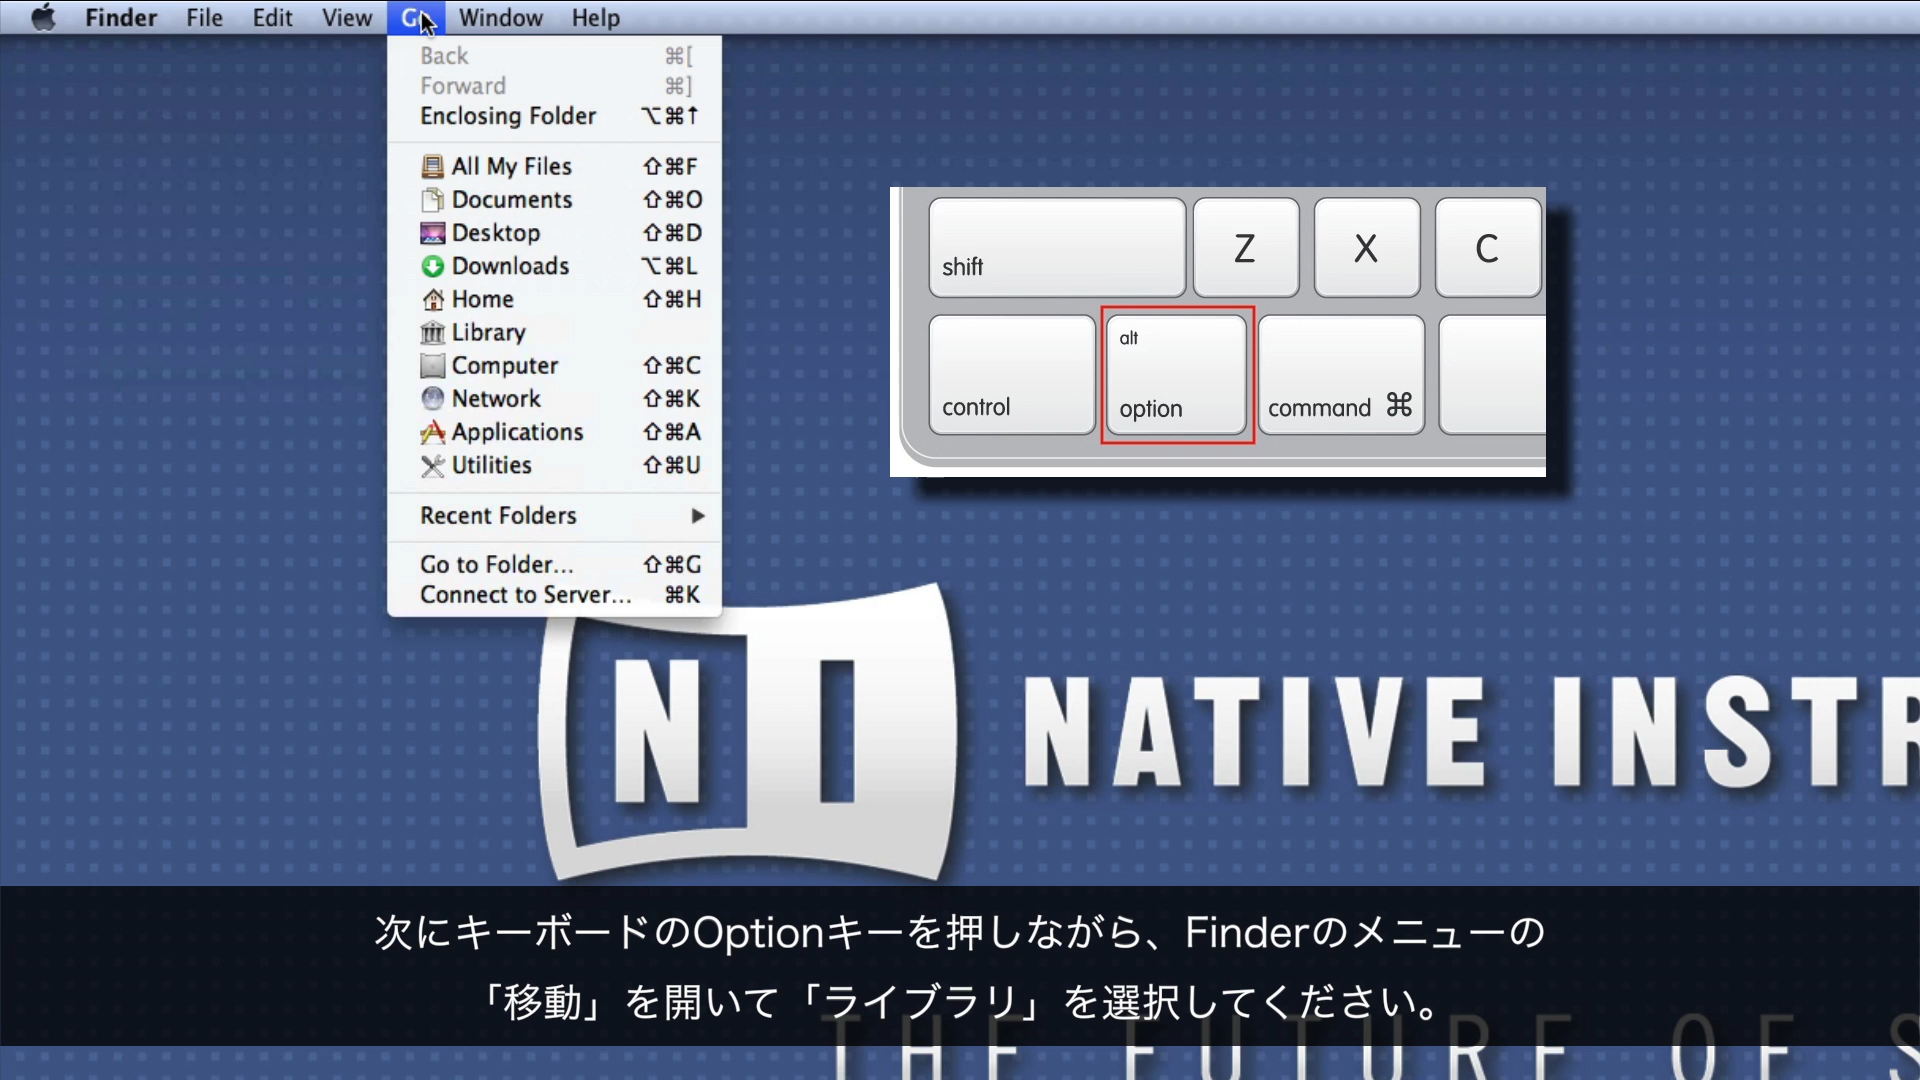 Finder File Edit View Go Window Help
Back ⌘[
Forward ⌘]
Enclosing Folder ⌥⌘↑
All My Files ⇧⌘F
Documents ⇧⌘O
Desktop ⇧⌘D
Downloads ⌥⌘L
Home ⇧⌘H
Library
Computer ⇧⌘C
Network ⇧⌘K
Applications ⇧⌘A
Utilities ⇧⌘U
Recent Folders
Go to Folder... ⇧⌘G
Connect to Server... ⌘K
shift Z X C
alt
control option command ⌘
NI NATIVE INSTR
次にキーボードのOptionキーを押しながら、Finderのメニューの
「移動」を開いて「ライブラリ」を選択してください。
THE FUTURE OF S